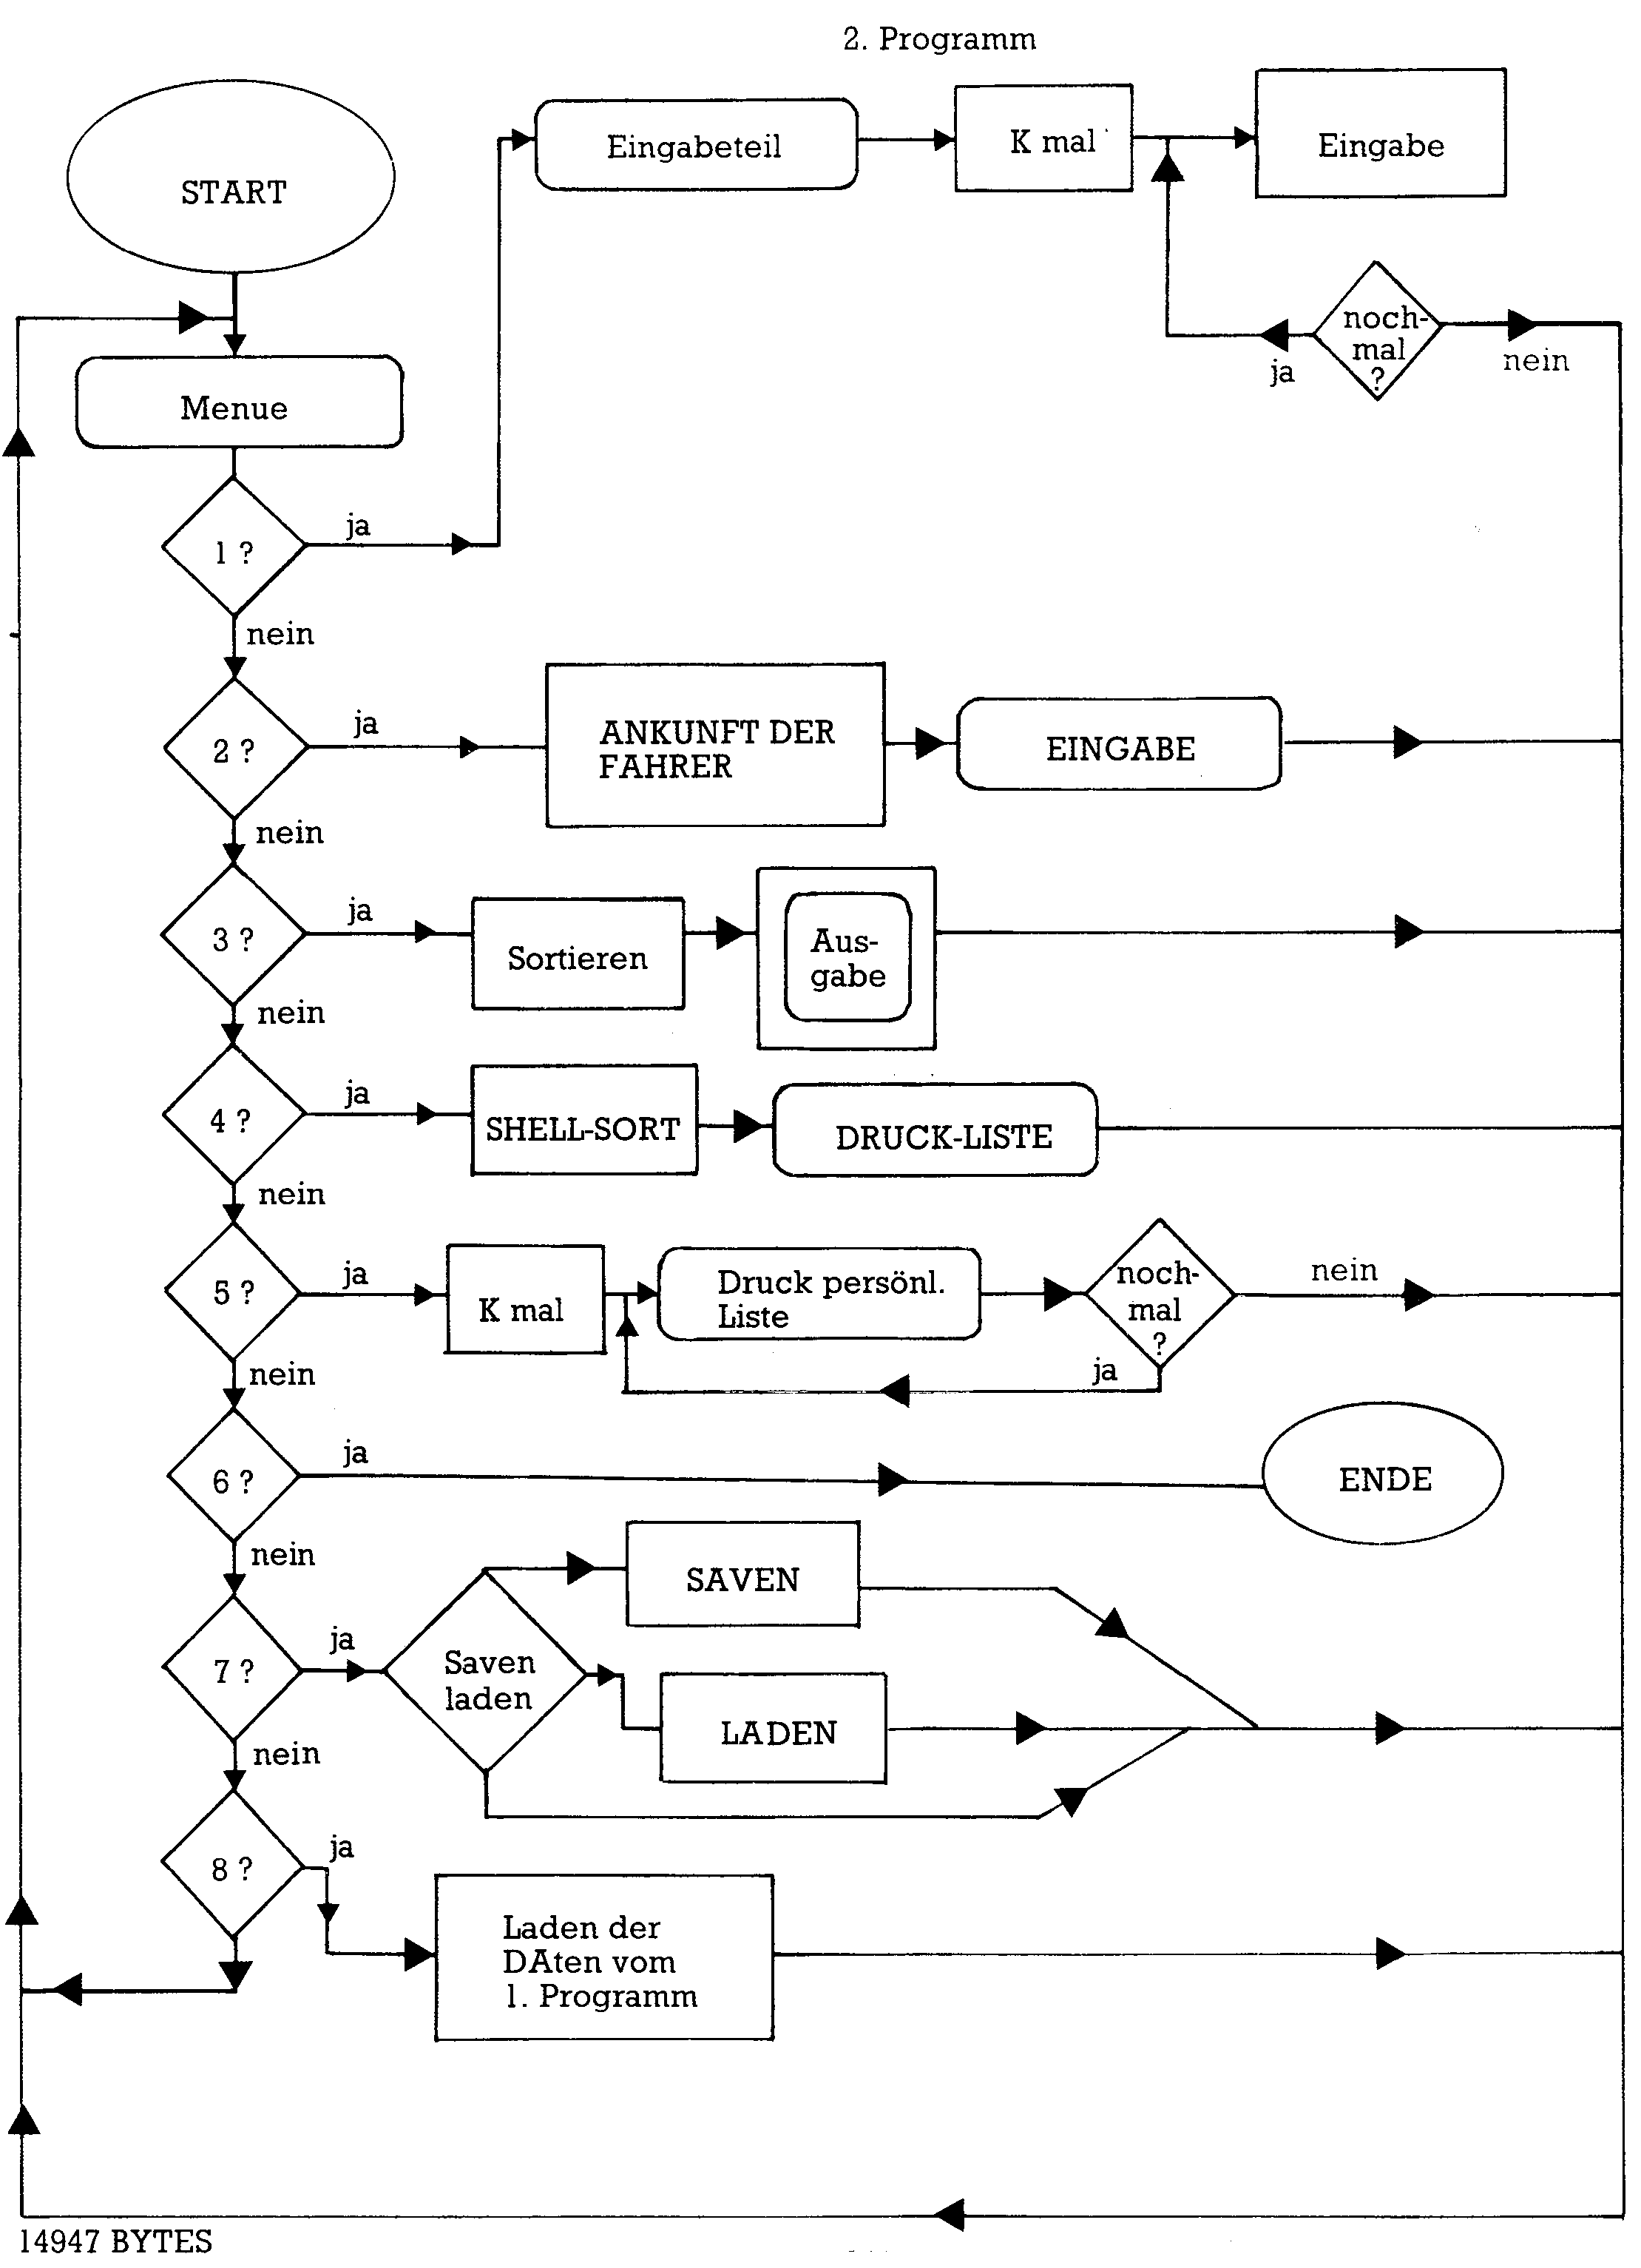 2. Programm
START
Eingabeteil
K mal
Eingabe
noch-
mal
?
ja
nein
Menue
1 ?
ja
nein
2 ?
ja
ANKUNFT DER
FAHRER
EINGABE
nein
3 ?
ja
Sortieren
Aus-
gabe
nein
4 ?
ja
SHELL-SORT
DRUCK-LISTE
nein
5 ?
ja
K mal
Druck persönl.
Liste
noch-
mal
?
nein
ja
nein
6 ?
ja
ENDE
nein
7 ?
ja
Saven
laden
SAVEN
LADEN
nein
8 ?
ja
Laden der
DAten vom
1. Programm
14947 BYTES